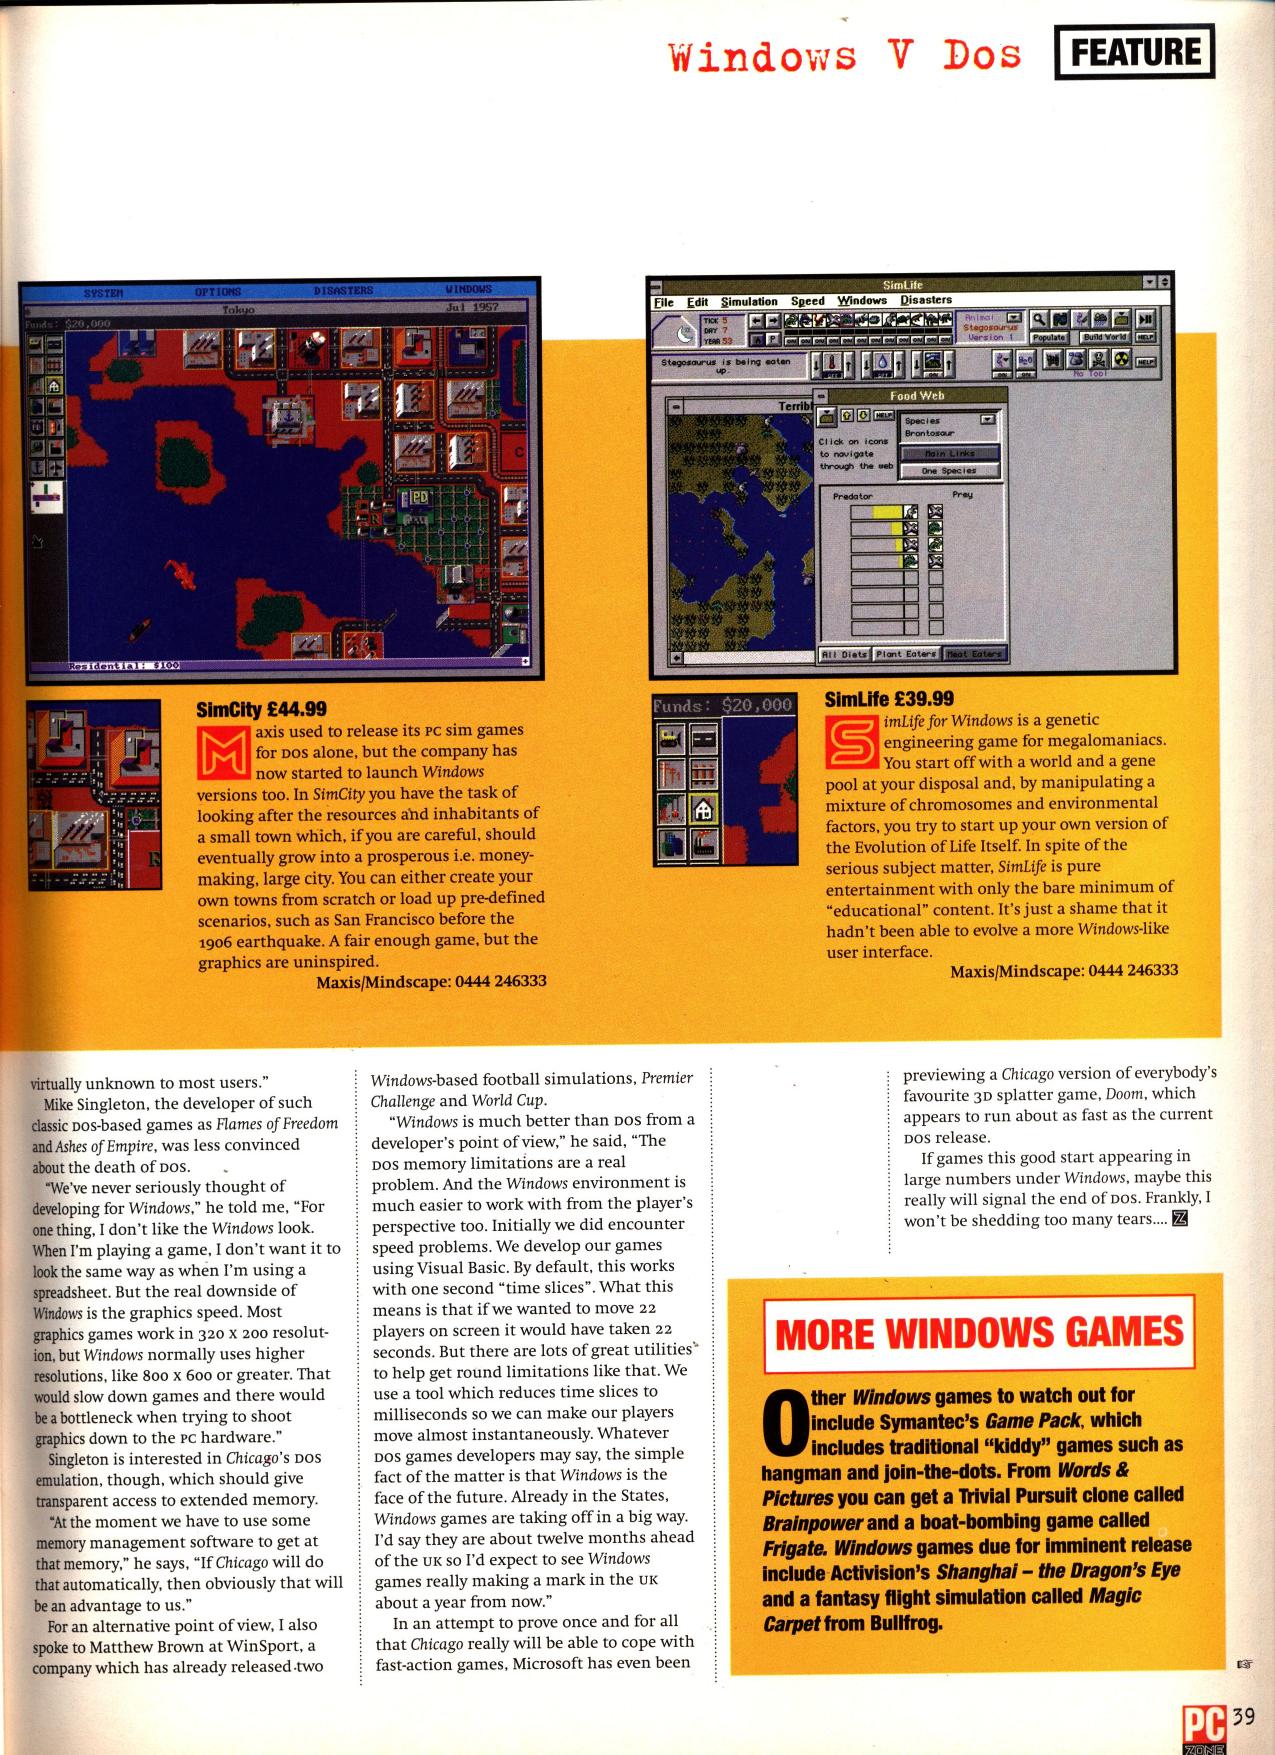 Windows V Dos FEATURE
SYSTEM OPTIONS DISASTERS WINDOWS
Tokyo Jul 1957
Funds: $20,000
PD
R
C
Residential: $100
SimLife
File Edit Simulation Speed Windows Disasters
TICK 5
DAY 7
YEAR 53
A P
Animal
Stegosaurus
Version 1
Populate Build World HELP
Stegosaurus is being eaten
up.
No Tool
HELP
Food Web
HELP
Species
Brontosaur
Click on icons
to navigate
through the web
Main Links
One Species
Predator Prey
All Diets Plant Eaters Meat Eaters
SimCity £44.99
Maxis used to release its PC sim games
for DOS alone, but the company has
now started to launch Windows
versions too. In SimCity you have the task of
looking after the resources and inhabitants of
a small town which, if you are careful, should
eventually grow into a prosperous i.e. money-
making, large city. You can either create your
own towns from scratch or load up pre-defined
scenarios, such as San Francisco before the
1906 earthquake. A fair enough game, but the
graphics are uninspired.
Maxis/Mindscape: 0444 246333
Funds: $20,000
SimLife £39.99
SimLife for Windows is a genetic
engineering game for megalomaniacs.
You start off with a world and a gene
pool at your disposal and, by manipulating a
mixture of chromosomes and environmental
factors, you try to start up your own version of
the Evolution of Life Itself. In spite of the
serious subject matter, SimLife is pure
entertainment with only the bare minimum of
“educational” content. It's just a shame that it
hadn't been able to evolve a more Windows-like
user interface.
Maxis/Mindscape: 0444 246333
virtually unknown to most users.”
Mike Singleton, the developer of such
classic DOS-based games as Flames of Freedom
and Ashes of Empire, was less convinced
about the death of DOS.
“We've never seriously thought of
developing for Windows,” he told me, “For
one thing, I don't like the Windows look.
When I'm playing a game, I don't want it to
look the same way as when I'm using a
spreadsheet. But the real downside of
Windows is the graphics speed. Most
graphics games work in 320 x 200 resolut-
ion, but Windows normally uses higher
resolutions, like 800 x 600 or greater. That
would slow down games and there would
be a bottleneck when trying to shoot
graphics down to the PC hardware.”
Singleton is interested in Chicago's DOS
emulation, though, which should give
transparent access to extended memory.
“At the moment we have to use some
memory management software to get at
that memory,” he says, “If Chicago will do
that automatically, then obviously that will
be an advantage to us.”
For an alternative point of view, I also
spoke to Matthew Brown at WinSport, a
company which has already released two
Windows-based football simulations, Premier
Challenge and World Cup.
“Windows is much better than DOS from a
developer's point of view,” he said, “The
DOS memory limitations are a real
problem. And the Windows environment is
much easier to work with from the player's
perspective too. Initially we did encounter
speed problems. We develop our games
using Visual Basic. By default, this works
with one second “time slices”. What this
means is that if we wanted to move 22
players on screen it would have taken 22
seconds. But there are lots of great utilities
to help get round limitations like that. We
use a tool which reduces time slices to
milliseconds so we can make our players
move almost instantaneously. Whatever
DOS games developers may say, the simple
fact of the matter is that Windows is the
face of the future. Already in the States,
Windows games are taking off in a big way.
I'd say they are about twelve months ahead
of the UK so I'd expect to see Windows
games really making a mark in the UK
about a year from now.”
In an attempt to prove once and for all
that Chicago really will be able to cope with
fast-action games, Microsoft has even been
previewing a Chicago version of everybody's
favourite 3D splatter game, Doom, which
appears to run about as fast as the current
DOS release.
If games this good start appearing in
large numbers under Windows, maybe this
really will signal the end of DOS. Frankly, I
won't be shedding too many tears.... Z
MORE WINDOWS GAMES
Other Windows games to watch out for
include Symantec's Game Pack, which
includes traditional “kiddy” games such as
hangman and join-the-dots. From Words &
Pictures you can get a Trivial Pursuit clone called
Brainpower and a boat-bombing game called
Frigate. Windows games due for imminent release
include Activision's Shanghai – the Dragon's Eye
and a fantasy flight simulation called Magic
Carpet from Bullfrog.
PC ZONE 39